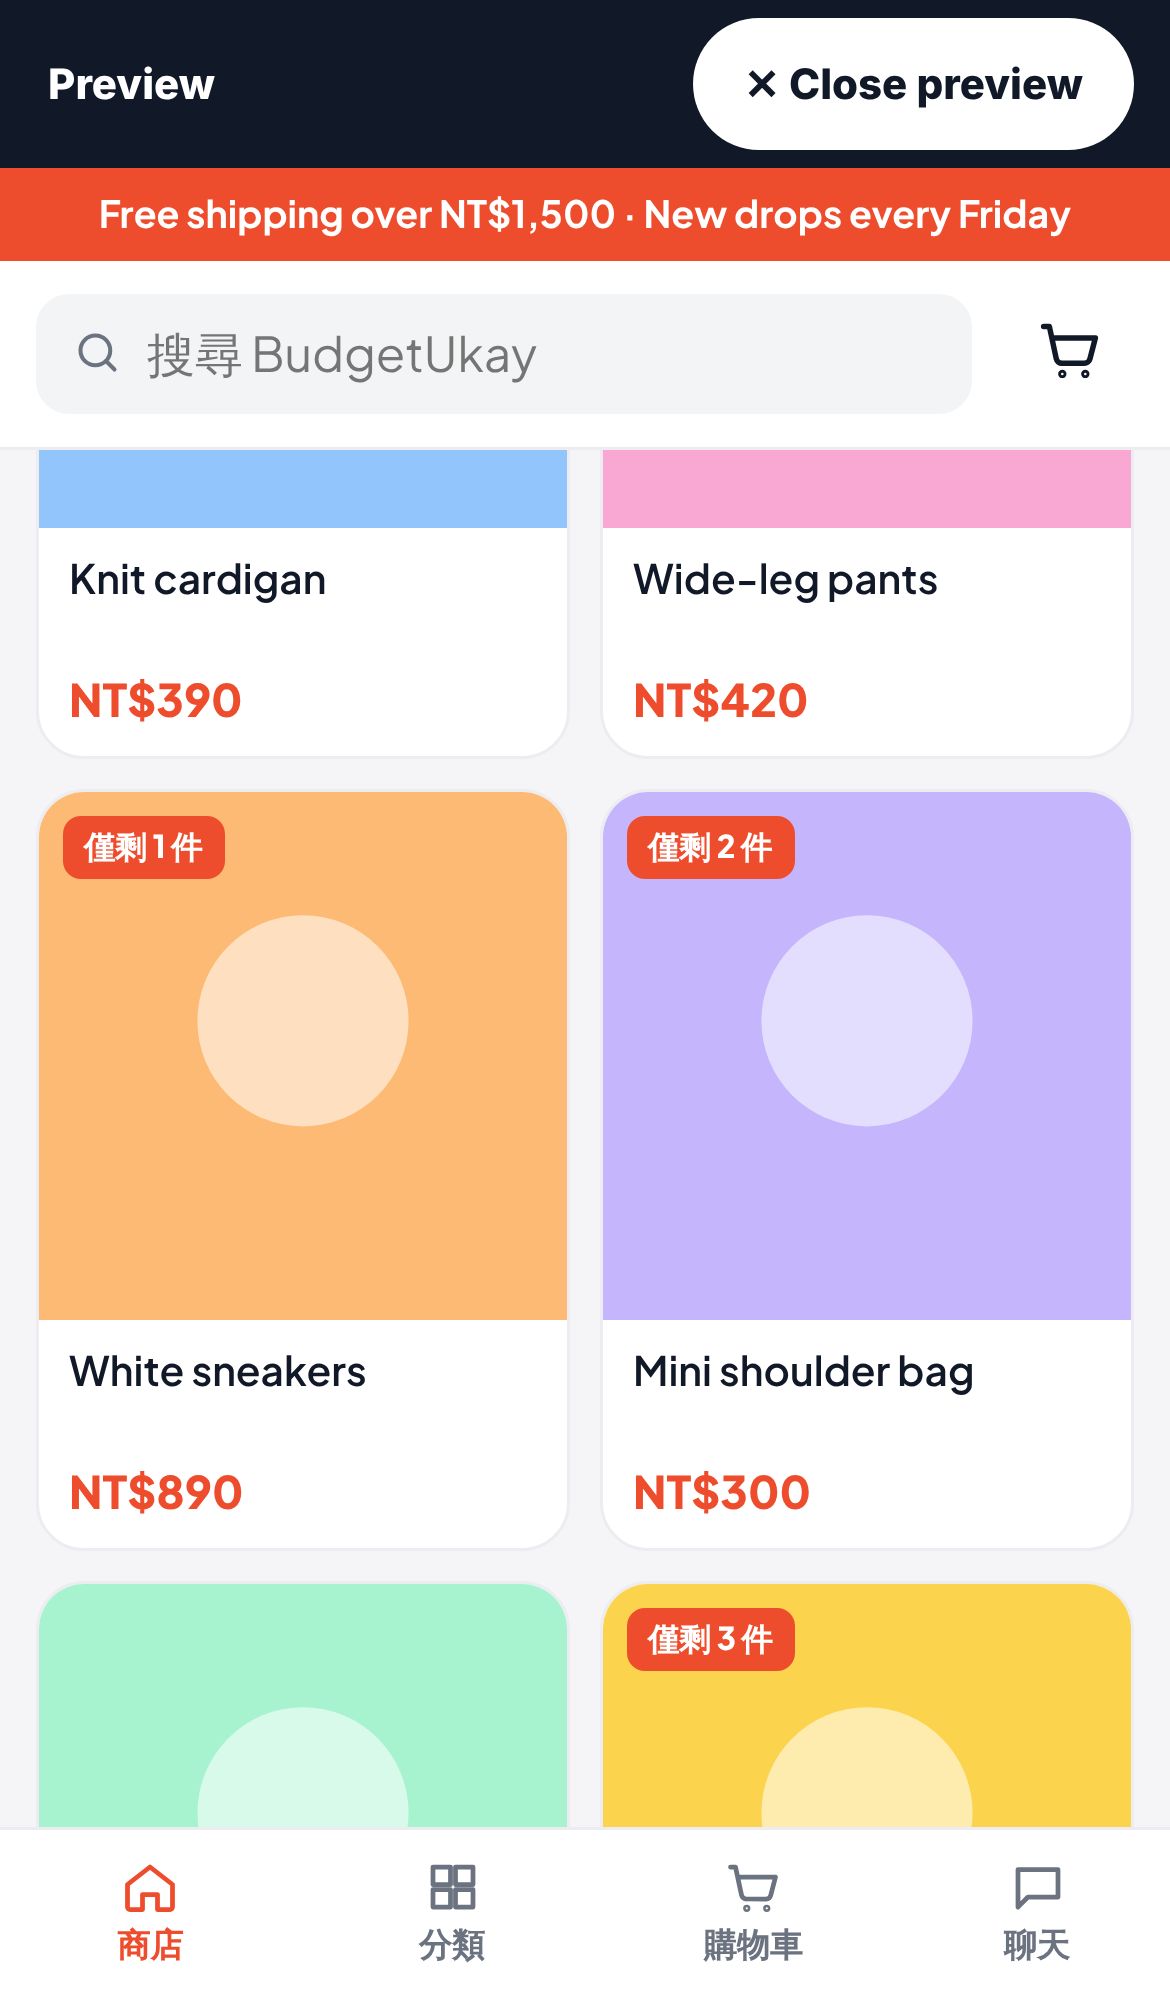 Preview
✕ Close preview
Free shipping over NT$1,500 · New drops every Friday
搜尋 BudgetUkay
Knit cardigan
Wide-leg pants
NT$390
NT$420
僅剩 1 件
僅剩 2 件
White sneakers
Mini shoulder bag
NT$890
NT$300
僅剩 3 件
商店
分類
購物車
聊天